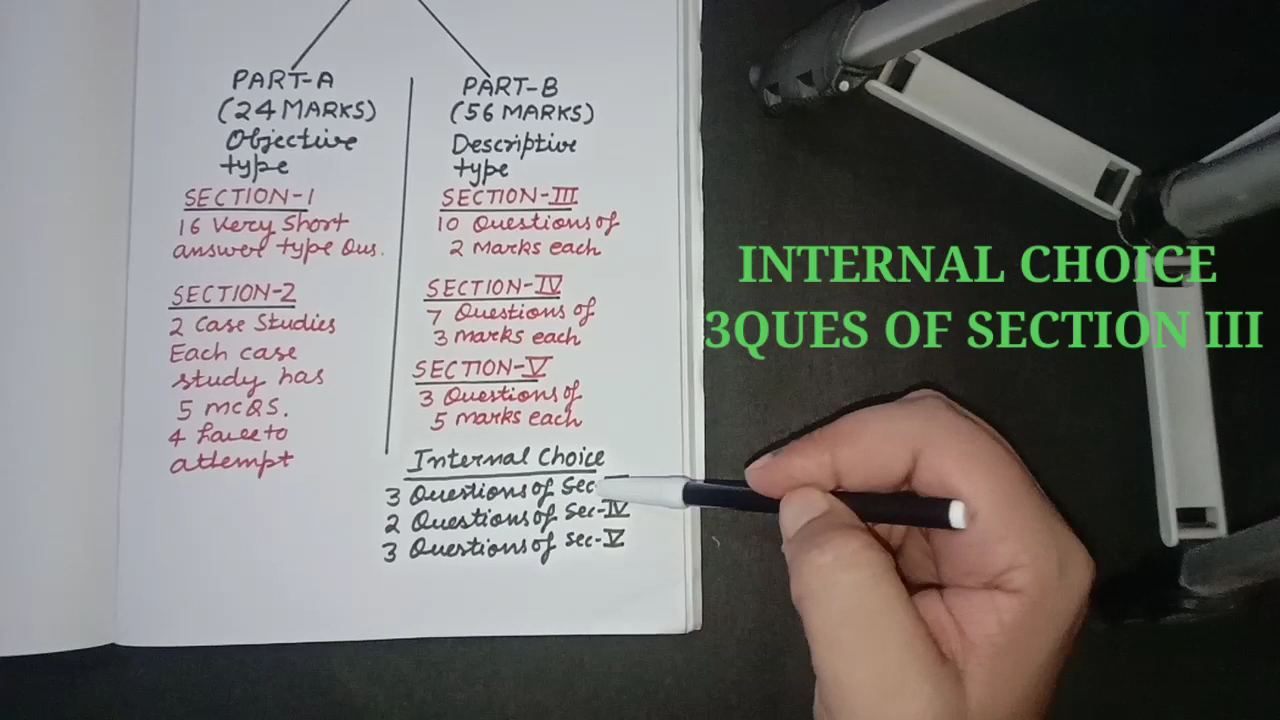 PART-A
(24 MARKS)
Objective
type
SECTION-1
16 Very Short
answer type Qus.
SECTION-2
2 Case Studies
Each case
study has
5 MCQS.
4 have to
attempt
PART-B
(56 MARKS)
Descriptive
type
SECTION-III
10 Questions of
2 Marks each
SECTION-IV
7 Questions of
3 Marks each
SECTION-V
3 Questions of
5 Marks each
Internal Choice
3 Questions of Sec
2 Questions of Sec-IV
3 Questions of Sec-V
INTERNAL CHOICE
3QUES OF SECTION III